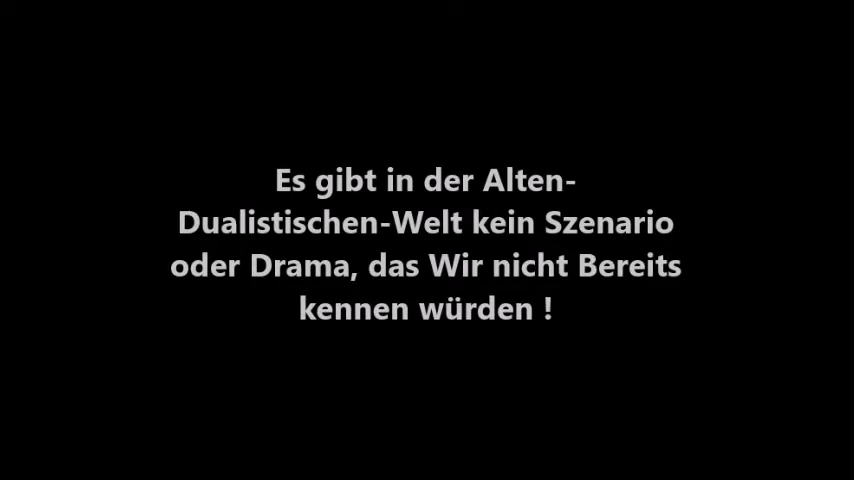 Es gibt in der Alten-
Dualistischen-Welt kein Szenario
oder Drama, das Wir nicht Bereits
kennen würden !